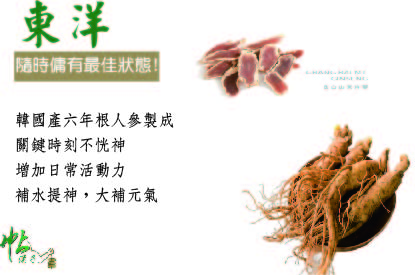 東洋
隨時傭有最佳狀態!
韓國產六年根人參製成
關鍵時刻不恍神
增加日常活動力
補水提神，大補元氣